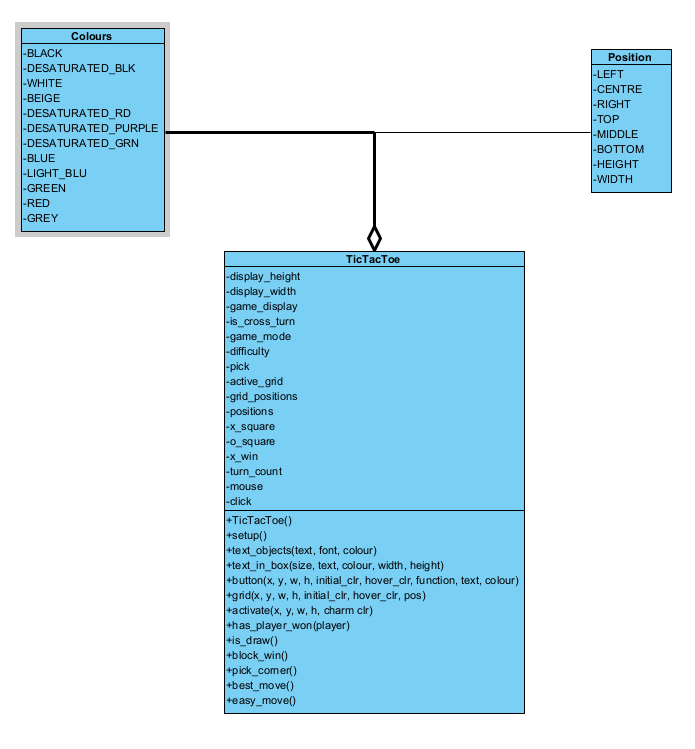 Colours
-BLACK
-DESATURATED_BLK
-WHITE
-BEIGE
-DESATURATED_RD
-DESATURATED_PURPLE
-DESATURATED_GRN
-BLUE
-LIGHT_BLU
-GREEN
-RED
-GREY
Position
-LEFT
-CENTRE
-RIGHT
-TOP
-MIDDLE
-BOTTOM
-HEIGHT
-WIDTH
TicTacToe
-display_height
-display_width
-game_display
-is_cross_turn
-game_mode
-difficulty
-pick
-active_grid
-grid_positions
-positions
-x_square
-o_square
-x_win
-turn_count
-mouse
-click
+TicTacToe()
+setup()
+text_objects(text, font, colour)
+text_in_box(size, text, colour, width, height)
+button(x, y, w, h, initial_clr, hover_clr, function, text, colour)
+grid(x, y, w, h, initial_clr, hover_clr, pos)
+activate(x, y, w, h, charm clr)
+has_player_won(player)
+is_draw()
+block_win()
+pick_corner()
+best_move()
+easy_move()